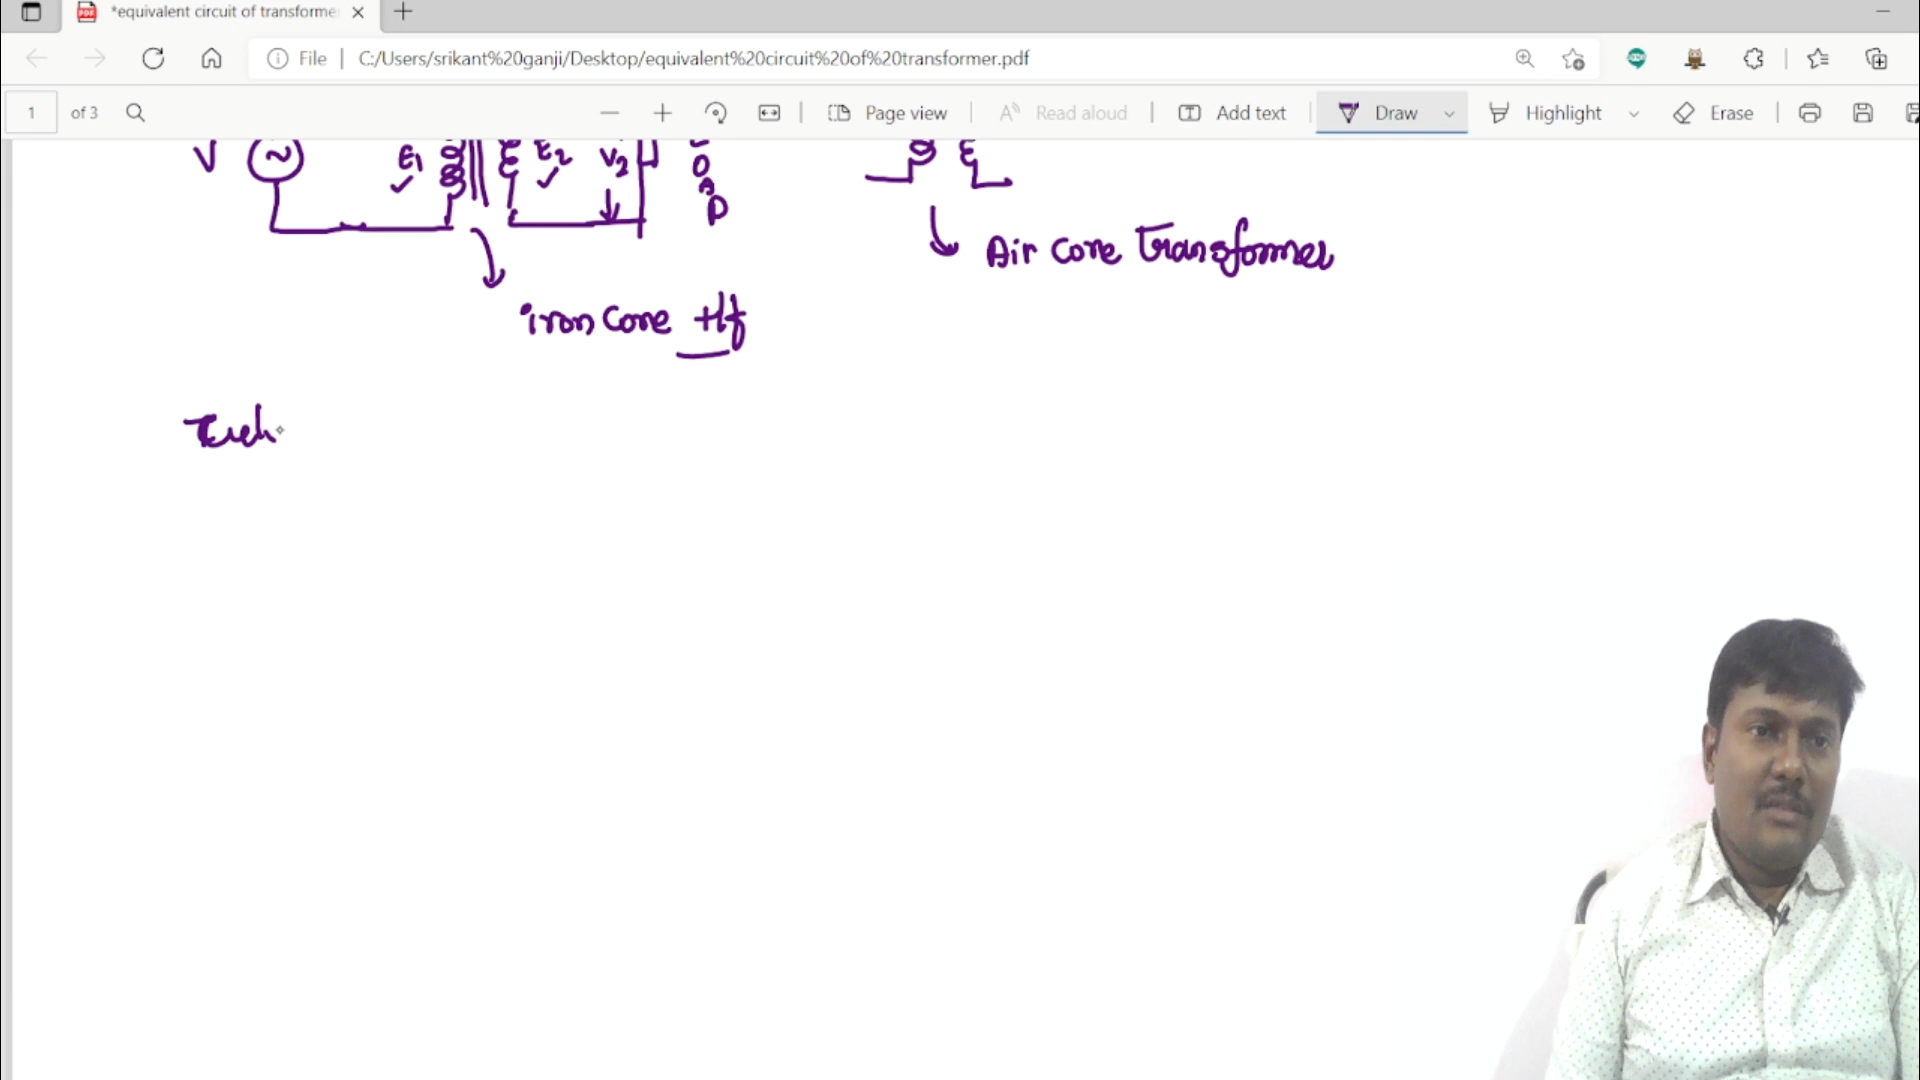 *equivalent circuit of transforme
File | C:/Users/srikant%20ganji/Desktop/equivalent%20circuit%20of%20transformer.pdf
1 of 3 Page view Read aloud Add text Draw Highlight Erase
V E1 E2 V2 O A D
Air Core Transformer
iron Core